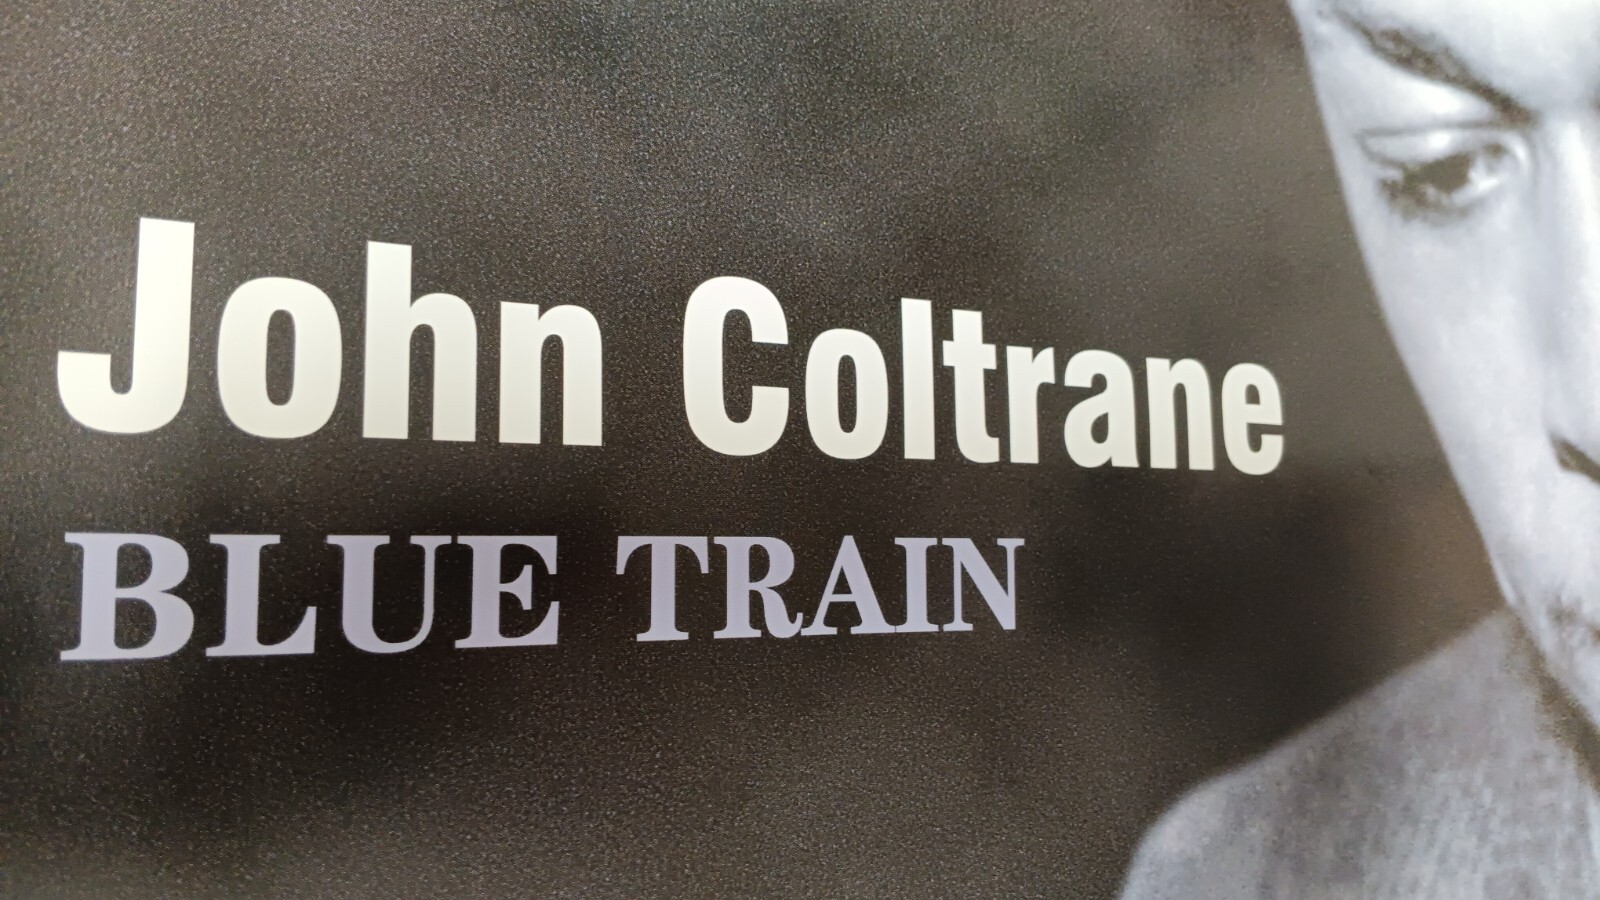 John Coltrane
BLUE TRAIN